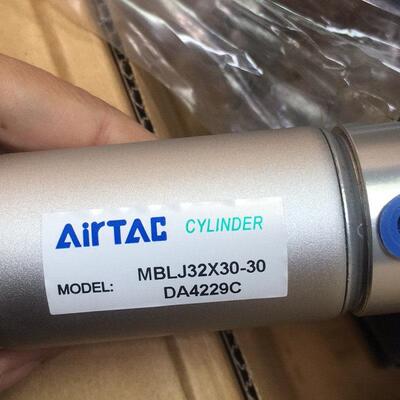 AirTAC CYLINDER
MODEL: MBLJ32X30-30
DA4229C